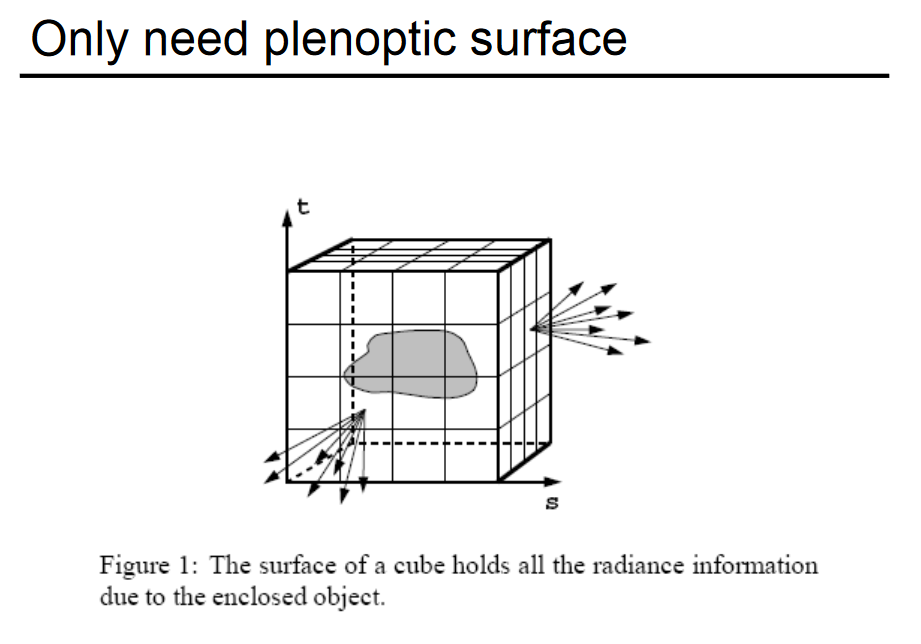 Only need plenoptic surface
t
s
Figure 1: The surface of a cube holds all the radiance information
due to the enclosed object.